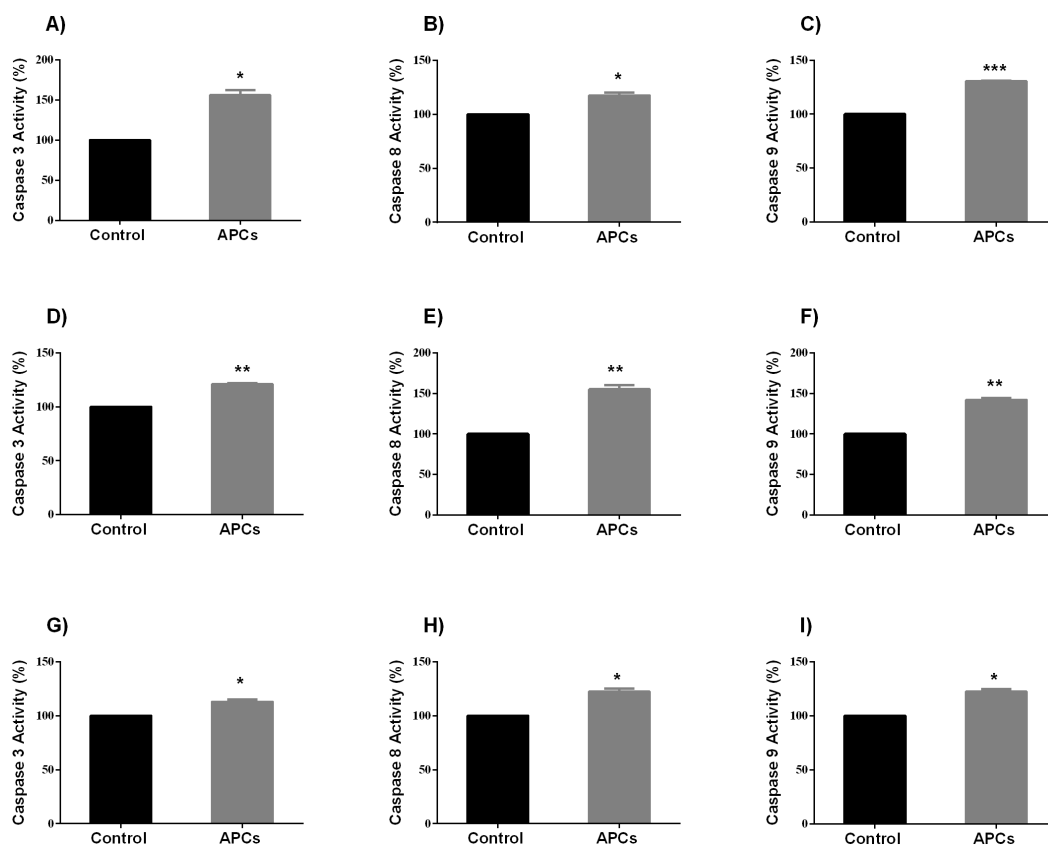 A)
Caspase 3 Activity (%)
200
150
100
50
0
*
Control APCs
B)
Caspase 8 Activity (%)
150
100
50
0
*
Control APCs
C)
Caspase 9 Activity (%)
150
100
50
0
***
Control APCs
D)
Caspase 3 Activity (%)
150
100
50
0
**
Control APCs
E)
Caspase 8 Activity (%)
200
150
100
50
0
**
Control APCs
F)
Caspase 9 Activity (%)
200
150
100
50
0
**
Control APCs
G)
Caspase 3 Activity (%)
150
100
50
0
*
Control APCs
H)
Caspase 8 Activity (%)
150
100
50
0
*
Control APCs
I)
Caspase 9 Activity (%)
150
100
50
0
*
Control APCs